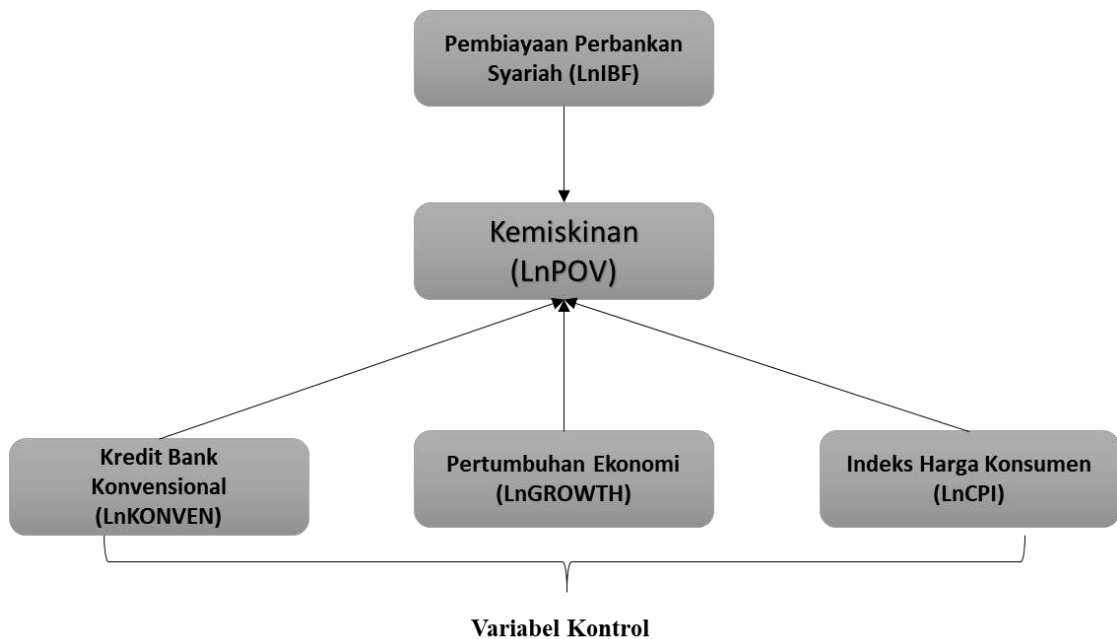 Pembiayaan Perbankan
Syariah (LnIBF)
Kemiskinan
(LnPOV)
Kredit Bank
Konvensional
(LnKONVEN)
Pertumbuhan Ekonomi
(LnGROWTH)
Indeks Harga Konsumen
(LnCPI)
Variabel Kontrol